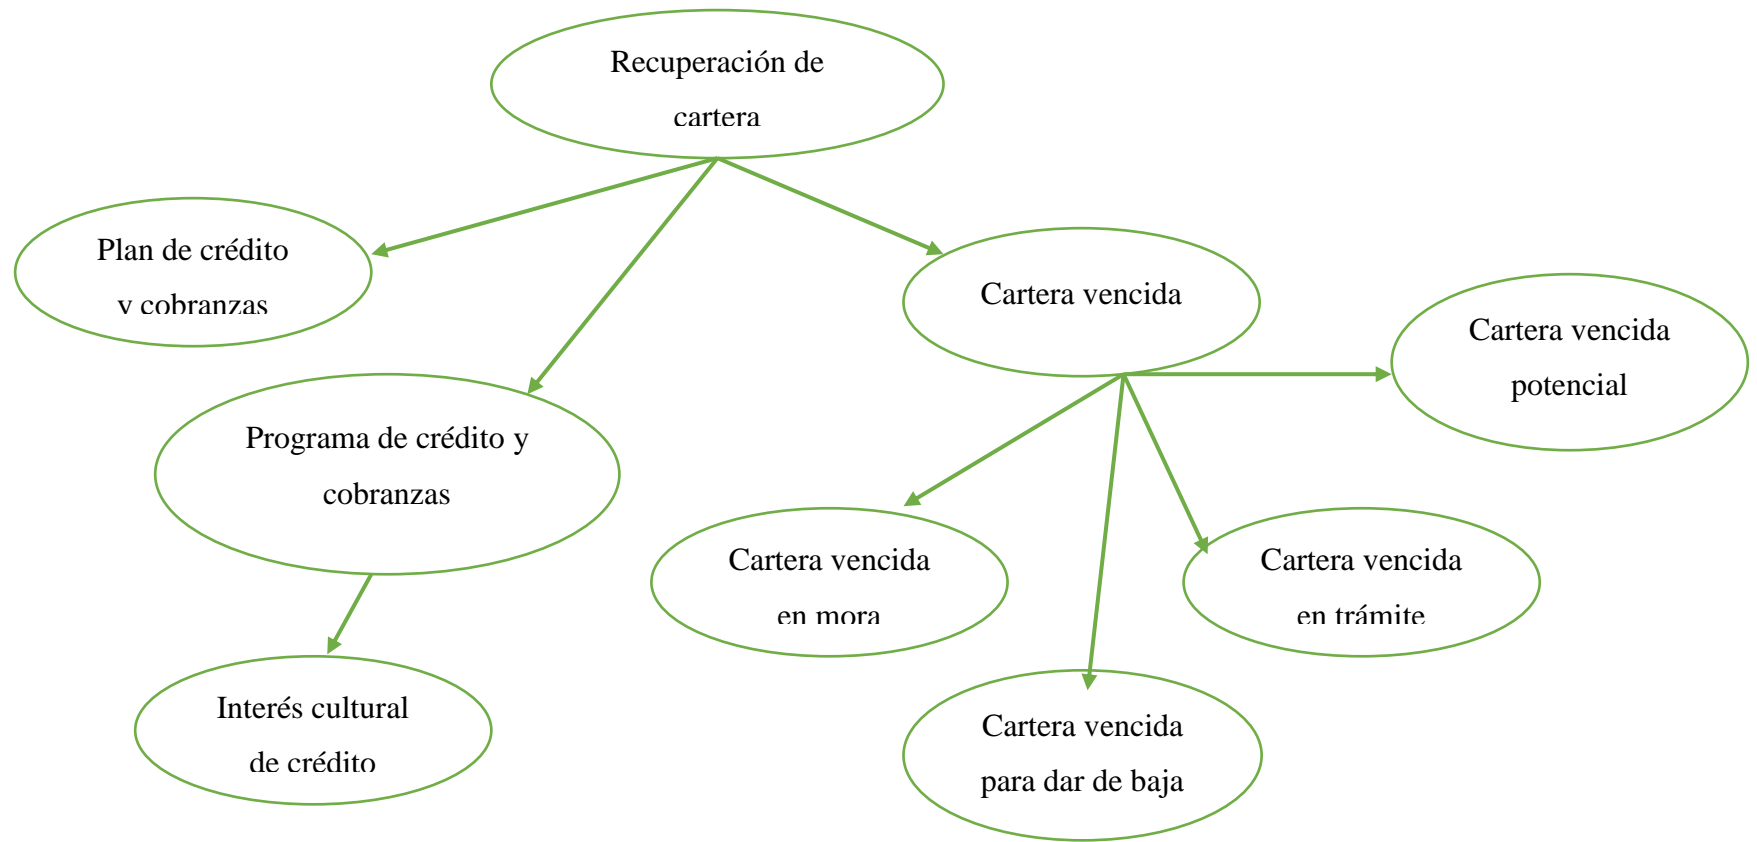 Recuperación de
cartera
Plan de crédito
y cobranzas
Cartera vencida
Cartera vencida
potencial
Programa de crédito y
cobranzas
Cartera vencida
en mora
Cartera vencida
en trámite
Interés cultural
de crédito
Cartera vencida
para dar de baja